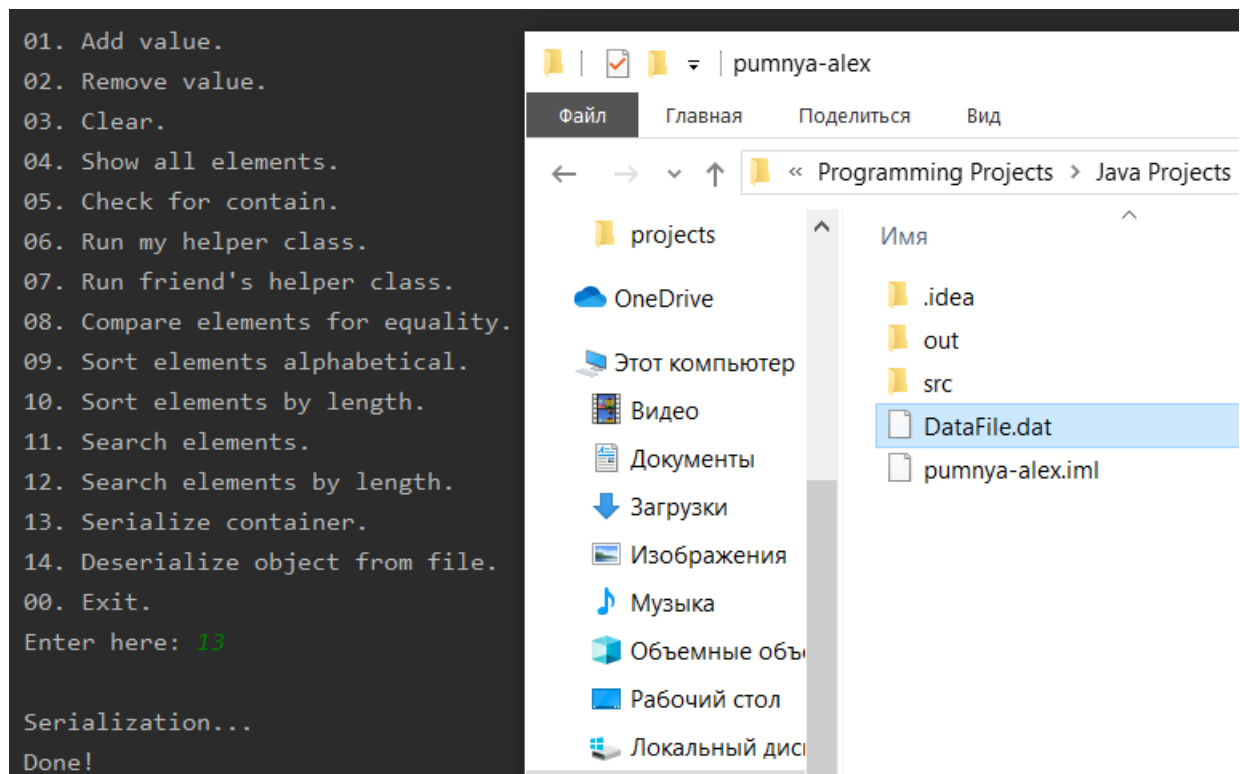 01. Add value.
02. Remove value.
03. Clear.
04. Show all elements.
05. Check for contain.
06. Run my helper class.
07. Run friend's helper class.
08. Compare elements for equality.
09. Sort elements alphabetical.
10. Sort elements by length.
11. Search elements.
12. Search elements by length.
13. Serialize container.
14. Deserialize object from file.
00. Exit.
Enter here: 13
Serialization...
Done!
pumnya-alex
Файл Главная Поделиться Вид
« Programming Projects > Java Projects
projects
OneDrive
Этот компьютер
Видео
Документы
Загрузки
Изображения
Музыка
Объемные объе
Рабочий стол
Локальный дис
Имя
.idea
out
src
DataFile.dat
pumnya-alex.iml